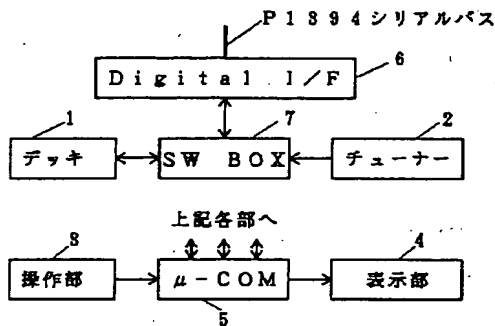 P1394シリアルバス
Digital I/F
6
1
7
2
デッキ
SW BOX
チューナー
上記各部へ
3
4
操作部
μ-COM
表示部
5